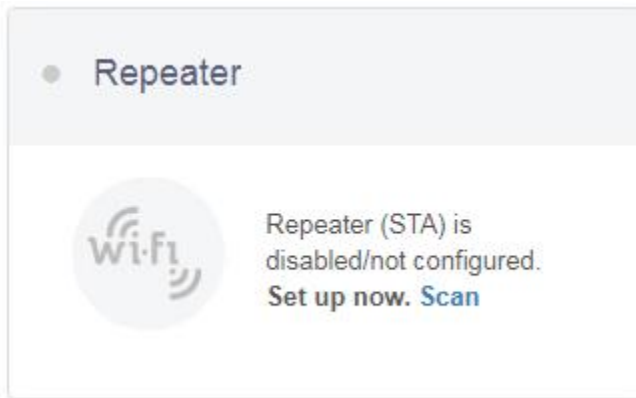 Repeater
Wi-Fi
Repeater (STA) is
disabled/not configured.
Set up now. Scan